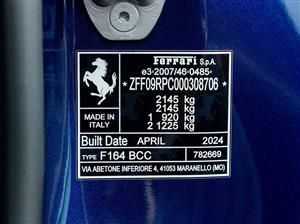 Ferrari S.p.A.
e3-2007/46-0485-
*ZFF09RPC000308706*
2145 kg
2145 kg
1 920 kg
2 1225 kg
MADE IN
ITALY
Built Date APRIL 2024
TYPE F164 BCC 782669
VIA ABETONE INFERIORE 4, 41053 MARANELLO (MO)